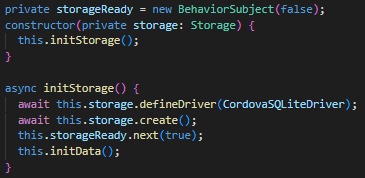 private storageReady = new BehaviorSubject(false);
constructor(private storage: Storage) {
  this.initStorage();
}

async initStorage() {
  await this.storage.defineDriver(CordovaSQLiteDriver);
  await this.storage.create();
  this.storageReady.next(true);
  this.initData();
}